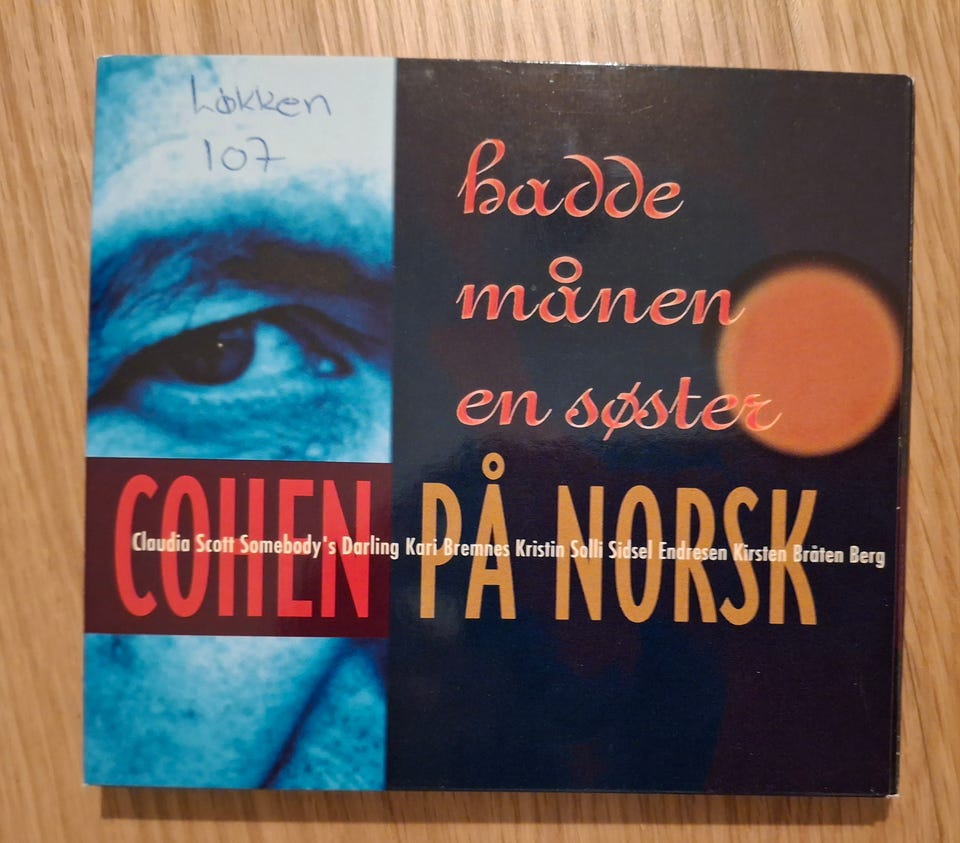 Løkken
107
hadde
månen
en søster
COHEN PÅ NORSK
Claudia Scott Somebody's Darling Kari Bremnes Kristin Solli Sidsel Endresen Kirsten Bråten Berg